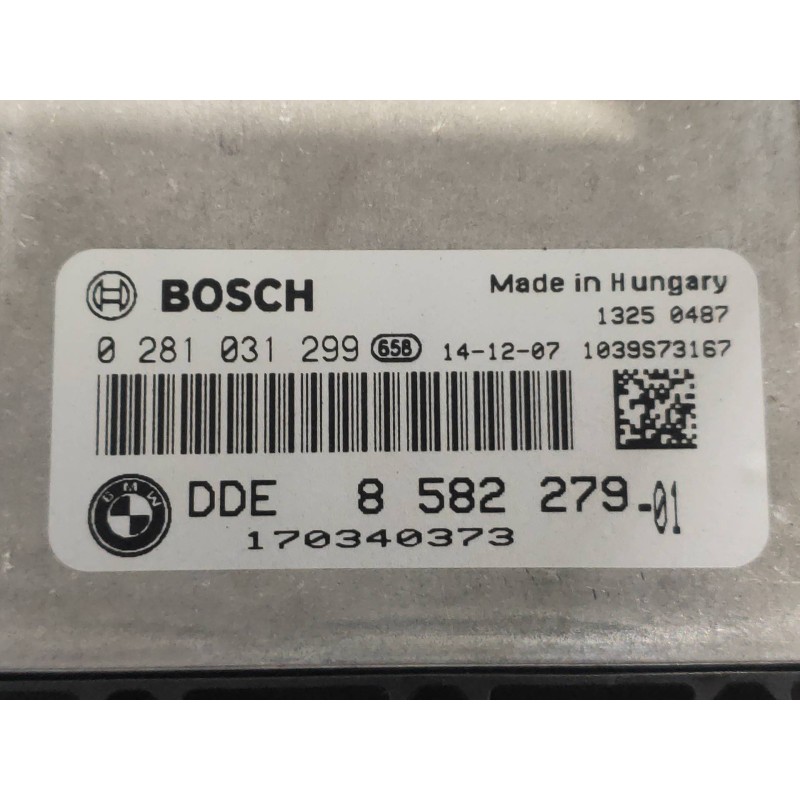 BOSCH Made in Hungary
1325 0487
0 281 031 299 65B 14-12-07 1039S73167
BMW DDE 8 582 279-01
170340373